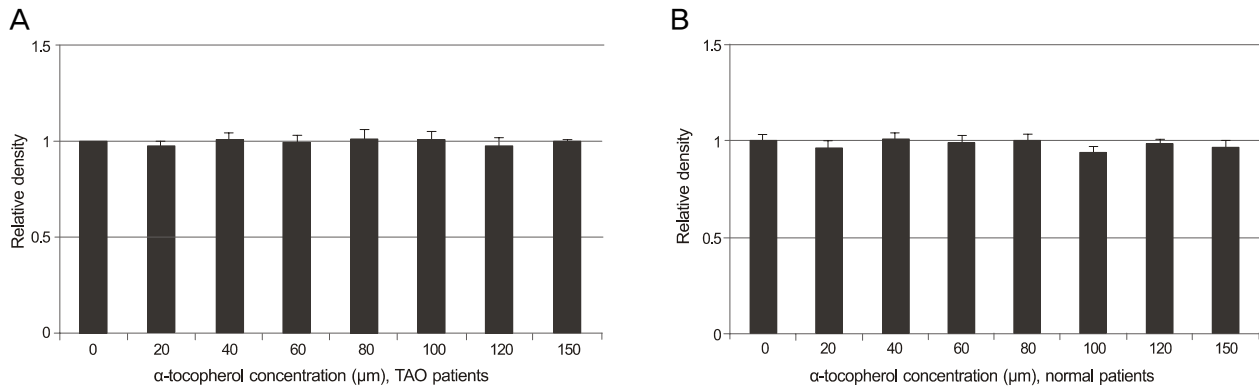 A
1.5
1
0.5
0
Relative density
0 20 40 60 80 100 120 150
α-tocopherol concentration (μm), TAO patients
B
1.5
1
0.5
0
Relative density
0 20 40 60 80 100 120 150
α-tocopherol concentration (μm), normal patients